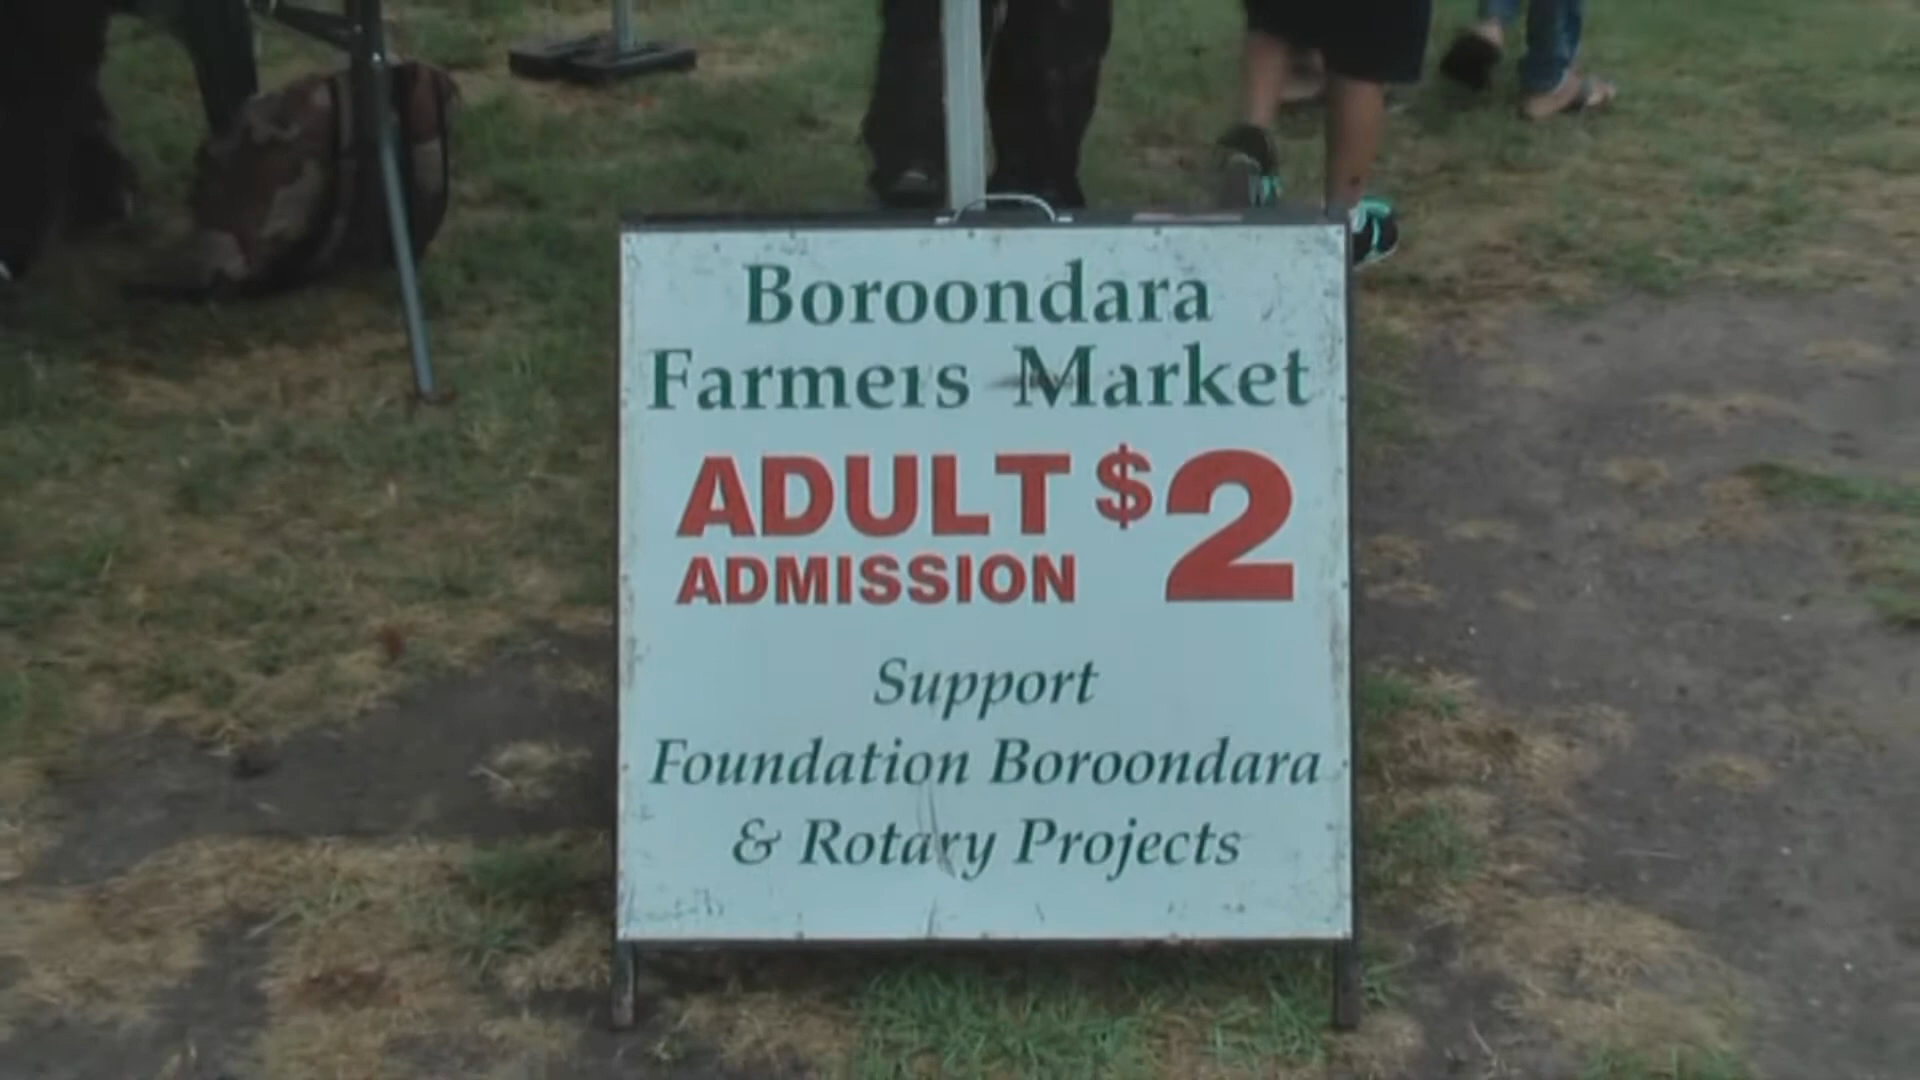 Boroondara
Farmers Market
ADULT $2
ADMISSION
Support
Foundation Boroondara
& Rotary Projects